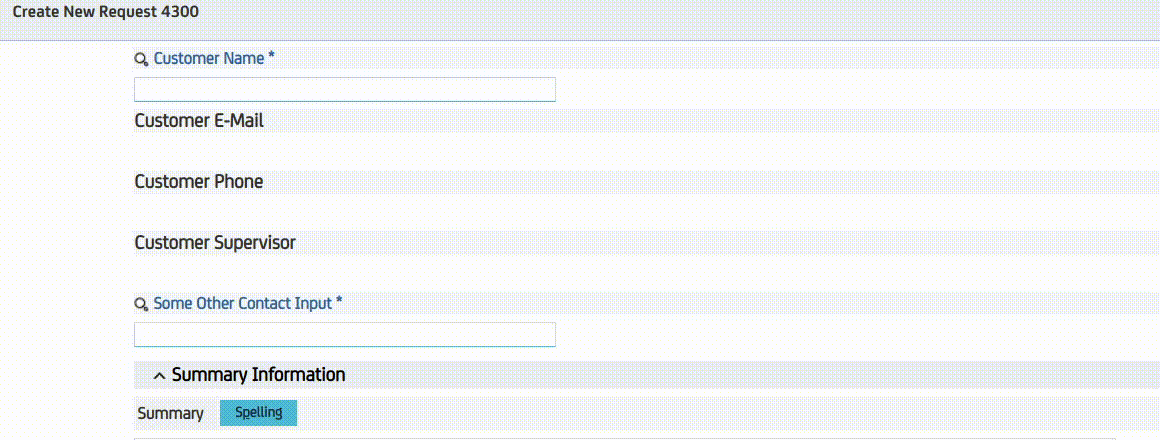 Create New Request 4300
Customer Name *
Customer E-Mail
Customer Phone
Customer Supervisor
Some Other Contact Input *
Summary Information
Summary Spelling